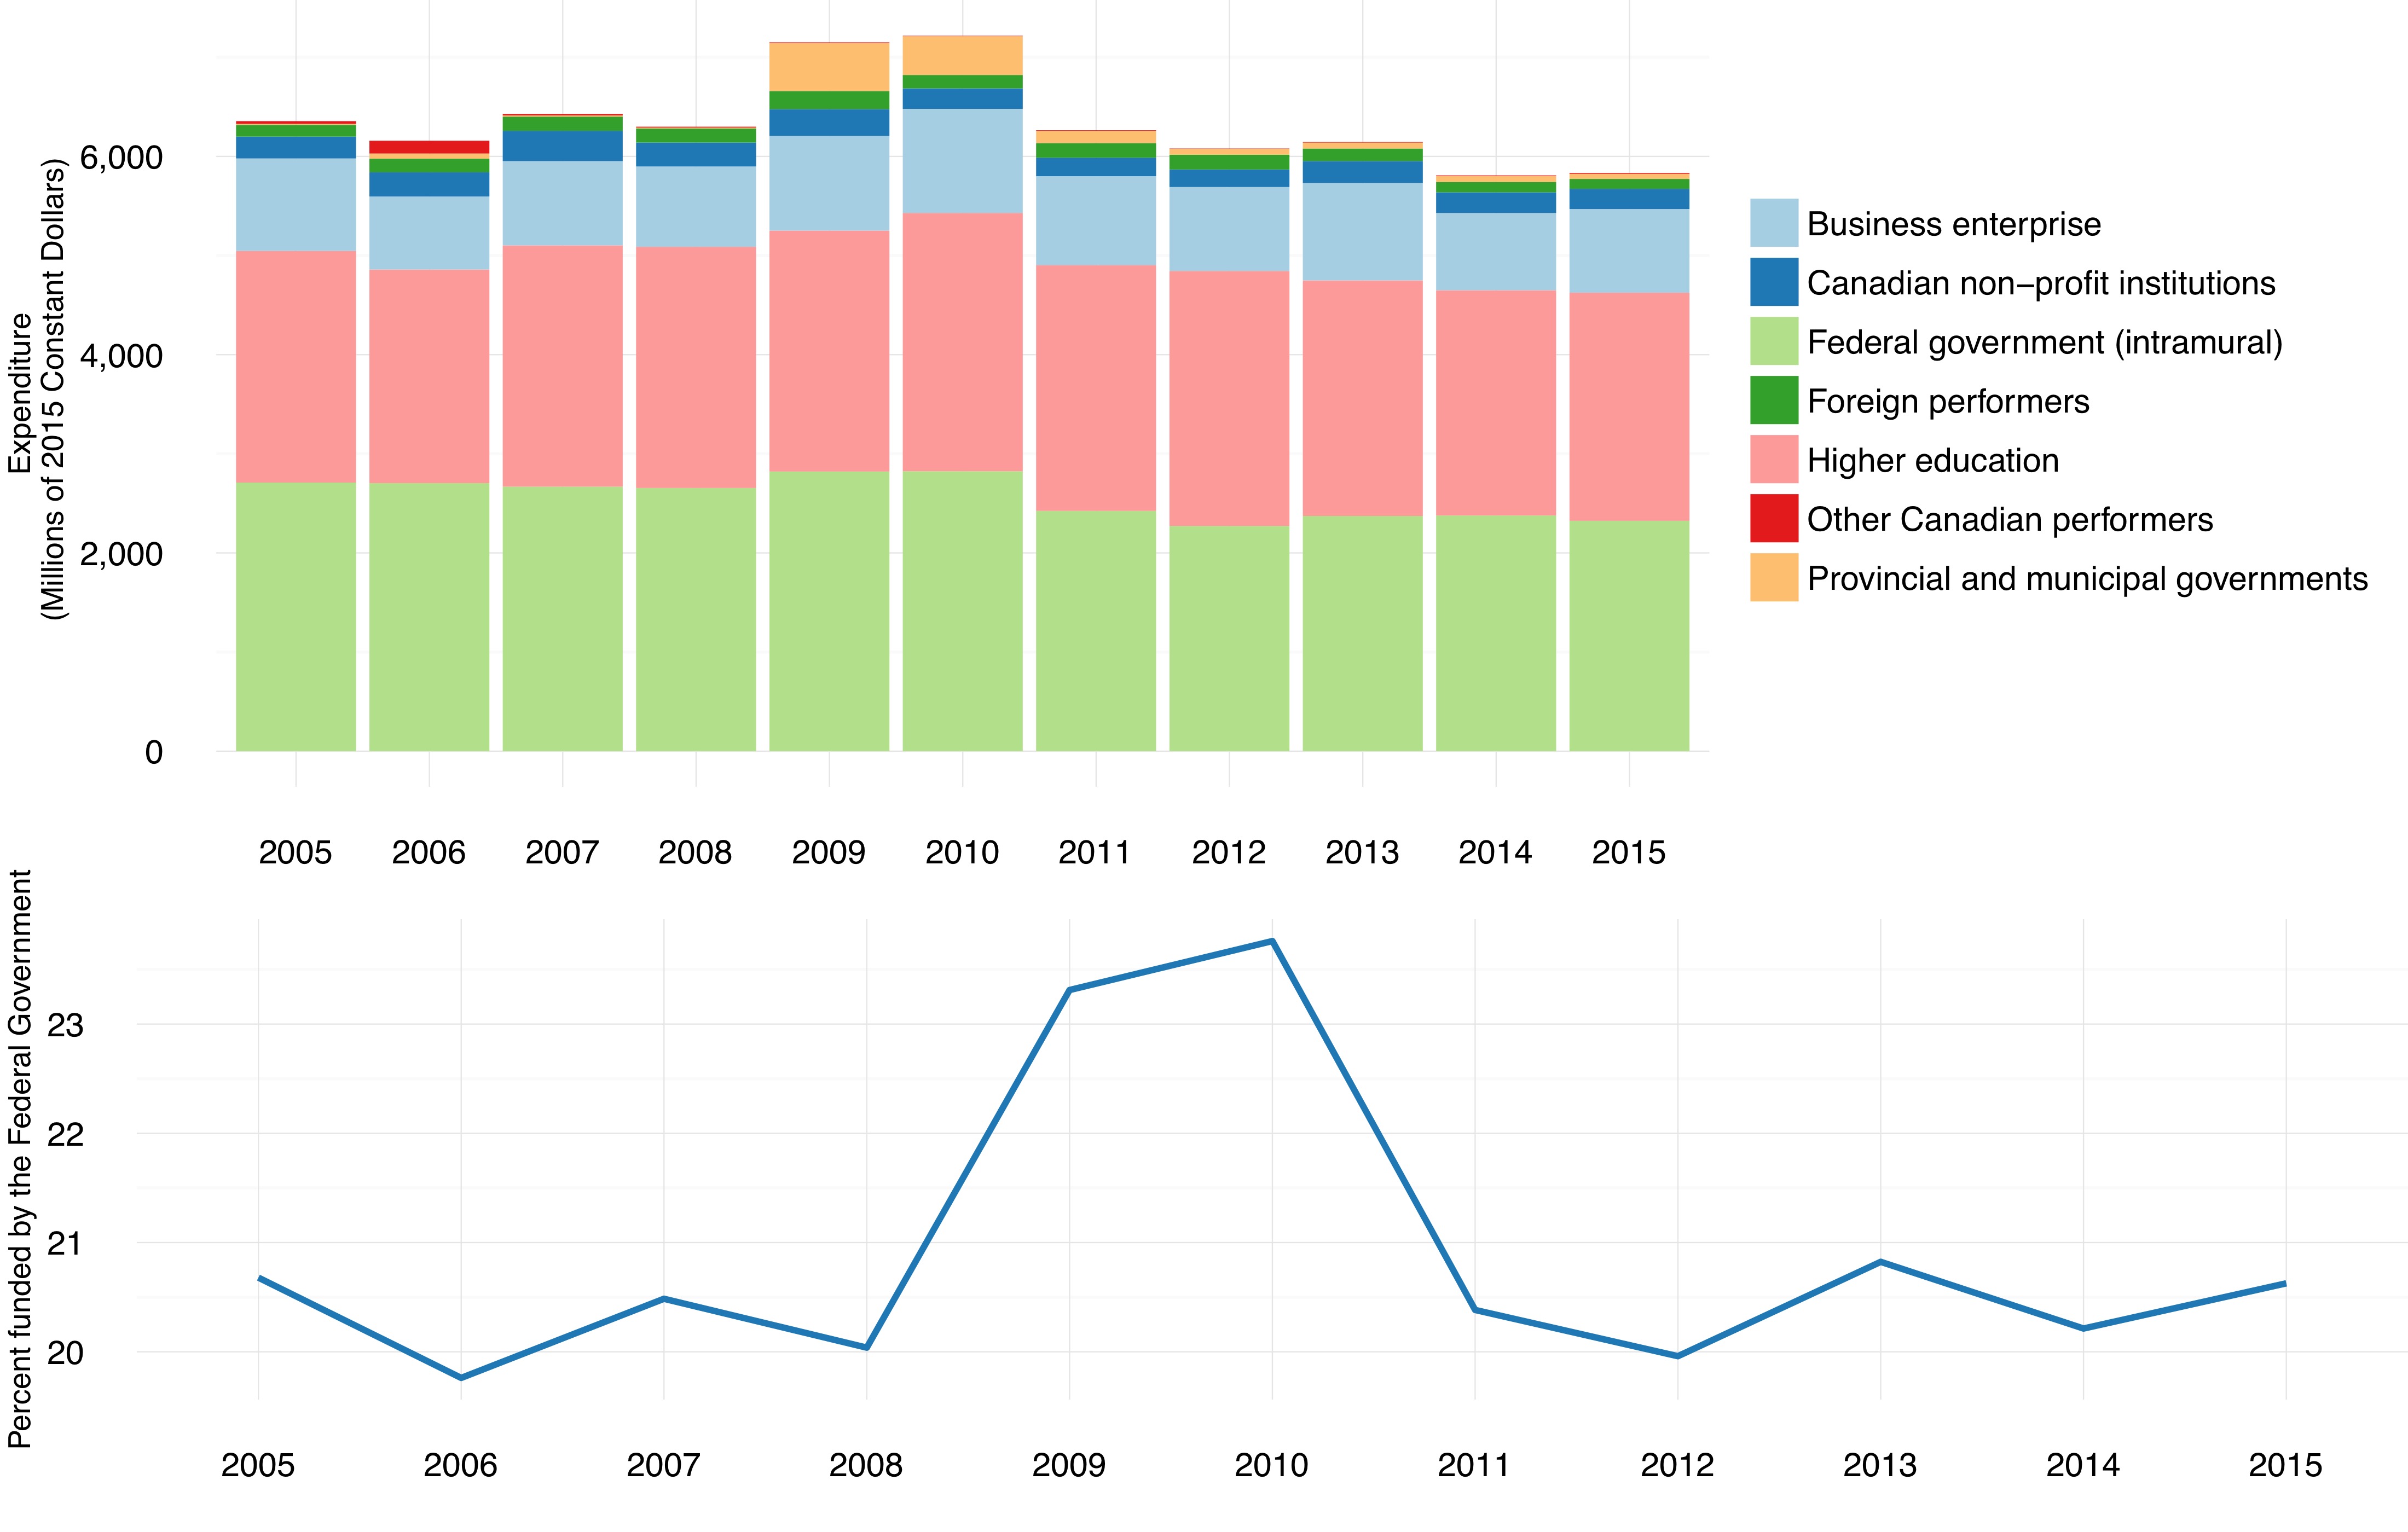 Expenditure
(Millions of 2015 Constant Dollars)
6,000
4,000
2,000
0
2005 2006 2007 2008 2009 2010 2011 2012 2013 2014 2015
Business enterprise
Canadian non−profit institutions
Federal government (intramural)
Foreign performers
Higher education
Other Canadian performers
Provincial and municipal governments
Percent funded by the Federal Government
23
22
21
20
2005 2006 2007 2008 2009 2010 2011 2012 2013 2014 2015